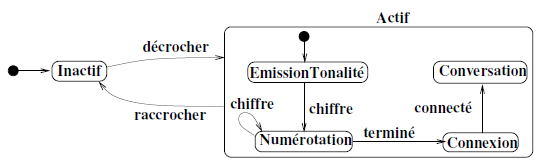 Actif
décrocher
Inactif
EmissionTonalité
Conversation
raccrocher
chiffre
chiffre
connecté
Numérotation
terminé
Connexion